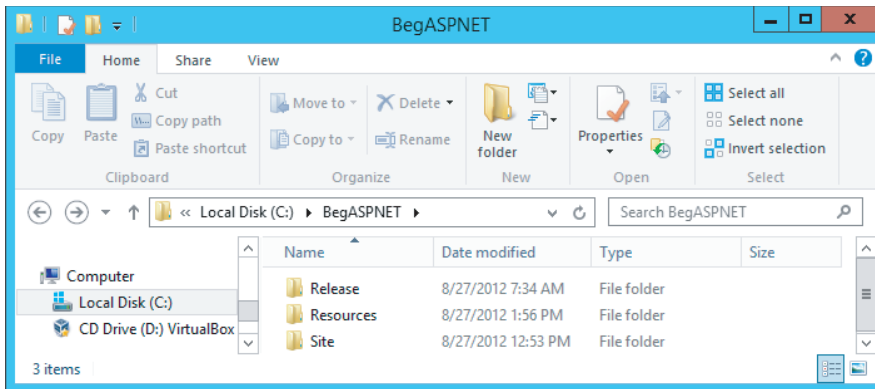 BegASPNET
File Home Share View
Copy
Paste
Cut
W... Copy path
Paste shortcut
Clipboard
Move to
Copy to
Delete
Rename
Organize
New folder
New
Properties
Open
Select all
Select none
Invert selection
Select
« Local Disk (C:) BegASPNET
Search BegASPNET
Computer
Local Disk (C:)
CD Drive (D:) VirtualBox
Name Date modified Type Size
Release 8/27/2012 7:34 AM File folder
Resources 8/27/2012 1:56 PM File folder
Site 8/27/2012 12:53 PM File folder
3 items